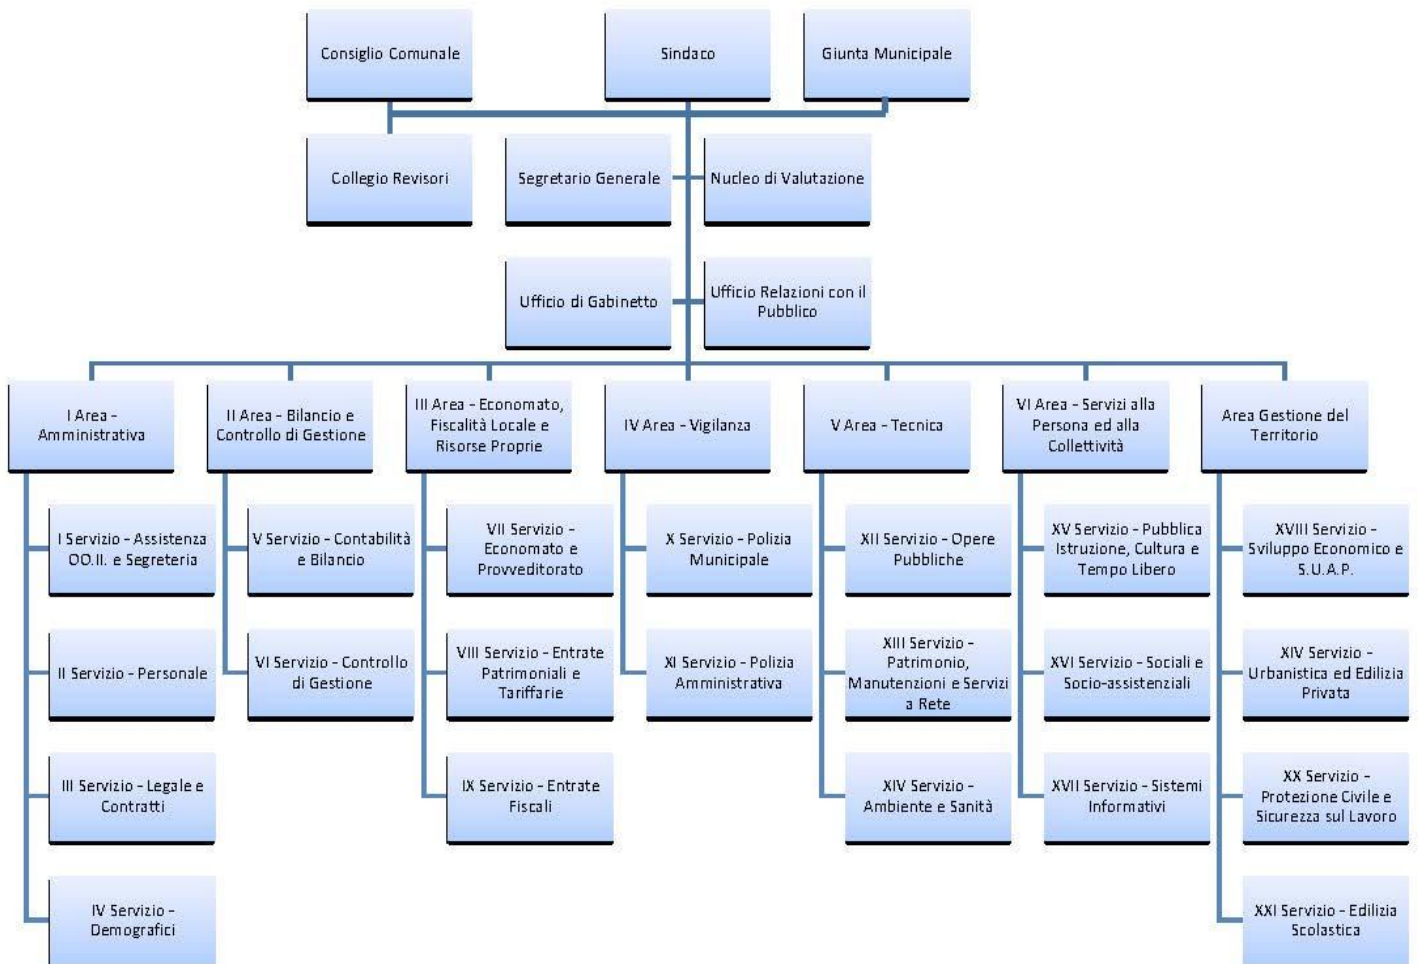 Consiglio Comunale
Sindaco
Giunta Municipale
Collegio Revisori
Segretario Generale
Nucleo di Valutazione
Ufficio di Gabinetto
Ufficio Relazioni con il
Pubblico
I Area -
Amministrativa
II Area - Bilancio e
Controllo di Gestione
III Area - Economato,
Fiscalità Locale e
Risorse Proprie
IV Area - Vigilanza
V Area - Tecnica
VI Area - Servizi alla
Persona ed alla
Collettività
Area Gestione del
Territorio
I Servizio - Assistenza
OO.II. e Segreteria
V Servizio - Contabilità
e Bilancio
VII Servizio -
Economato e
Provveditorato
X Servizio - Polizia
Municipale
XII Servizio - Opere
Pubbliche
XV Servizio - Pubblica
Istruzione, Cultura e
Tempo Libero
XVIII Servizio -
Sviluppo Economico e
S.U.A.P.
II Servizio - Personale
VI Servizio - Controllo
di Gestione
VIII Servizio - Entrate
Patrimoniali e
Tariffarie
XI Servizio - Polizia
Amministrativa
XIII Servizio -
Patrimonio,
Manutenzioni e Servizi
a Rete
XVI Servizio - Sociali e
Socio-assistenziali
XIV Servizio -
Urbanistica ed Edilizia
Privata
III Servizio - Legale e
Contratti
IX Servizio - Entrate
Fiscali
XIV Servizio -
Ambiente e Sanità
XVII Servizio - Sistemi
Informativi
XX Servizio -
Protezione Civile e
Sicurezza sul Lavoro
IV Servizio -
Demografici
XXI Servizio - Edilizia
Scolastica